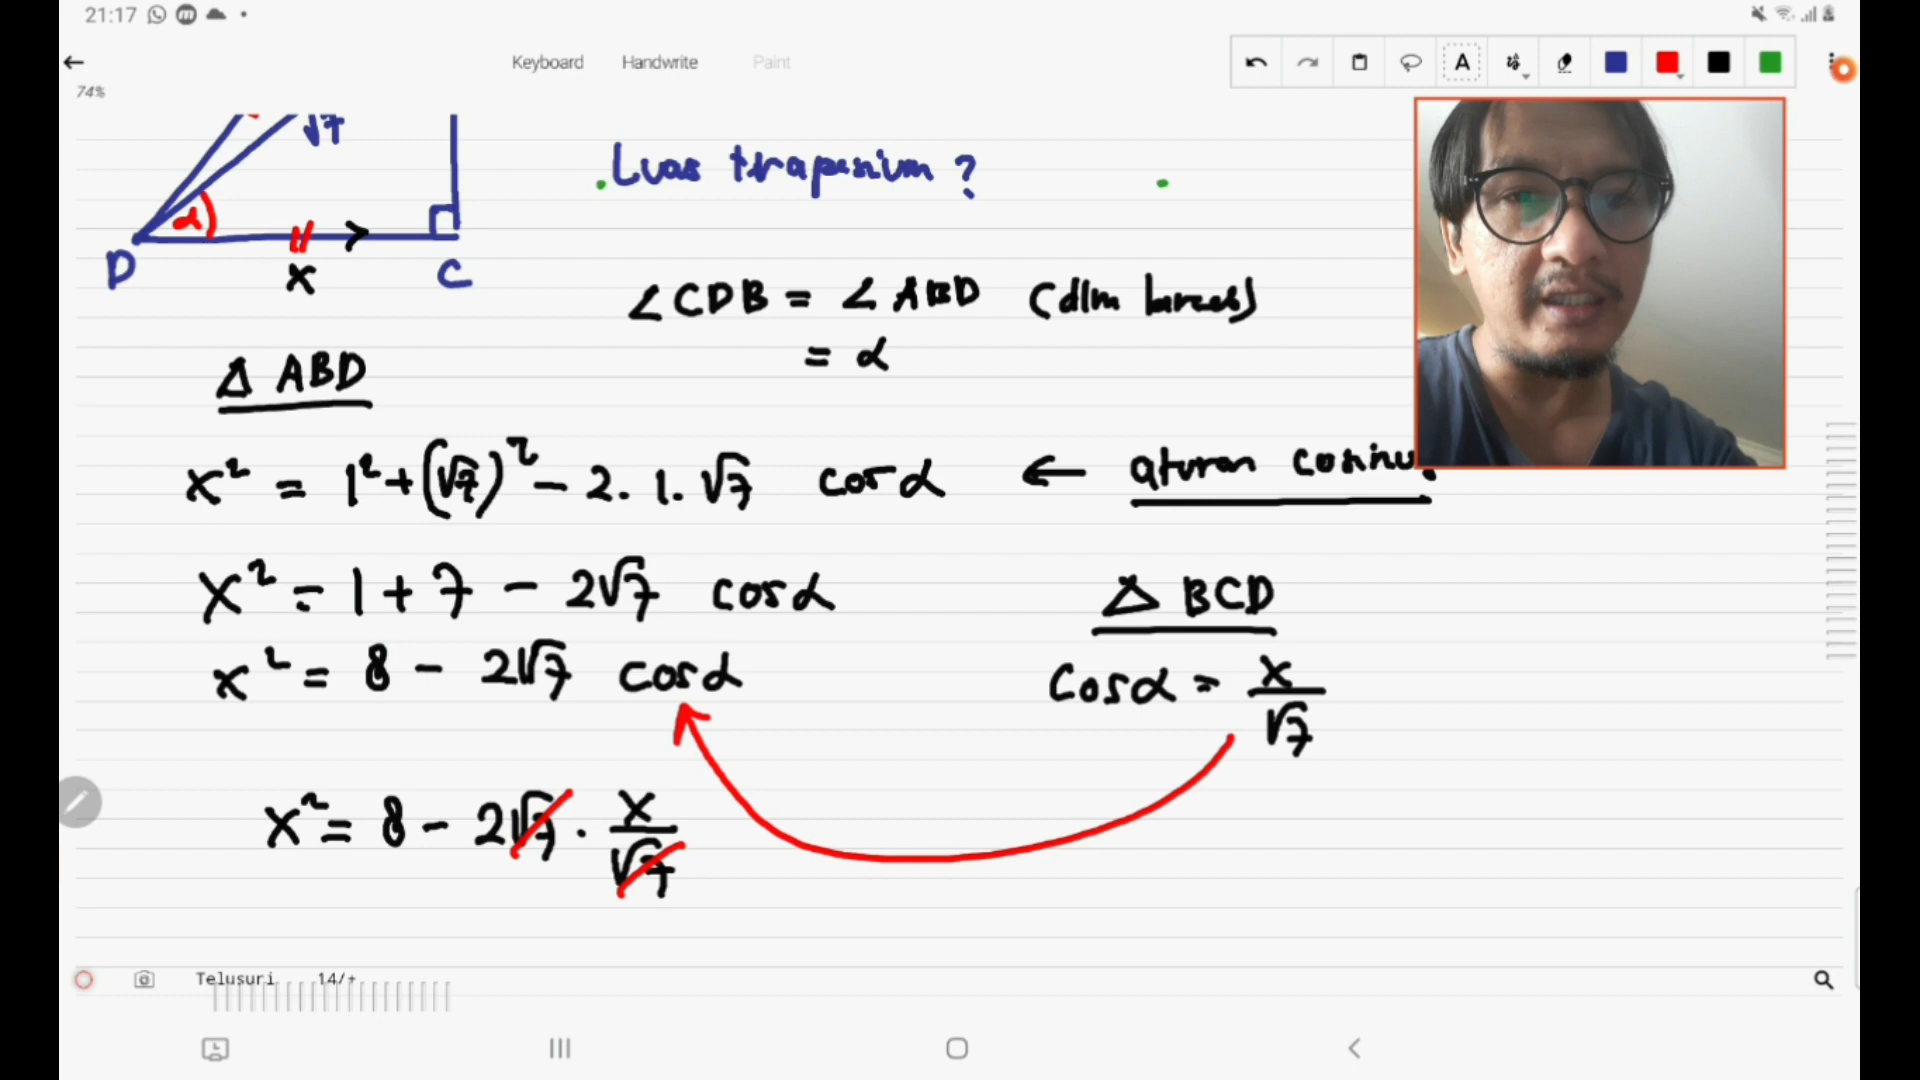 21:17
Keyboard Handwrite Paint
A
74%
√7
Luas trapesium ?
α
D x C
∠CDB = ∠ABD (dlm
= α
Δ ABD
x² = 1² + (√7)² - 2. 1. √7 cos α ← aturan cosinus
x² = 1 + 7 - 2√7 cos α
Δ BCD
x² = 8 - 2√7 cos α
cos α = x/√7
x² = 8 - 2√7 . x/√7
Telusuri 14/+